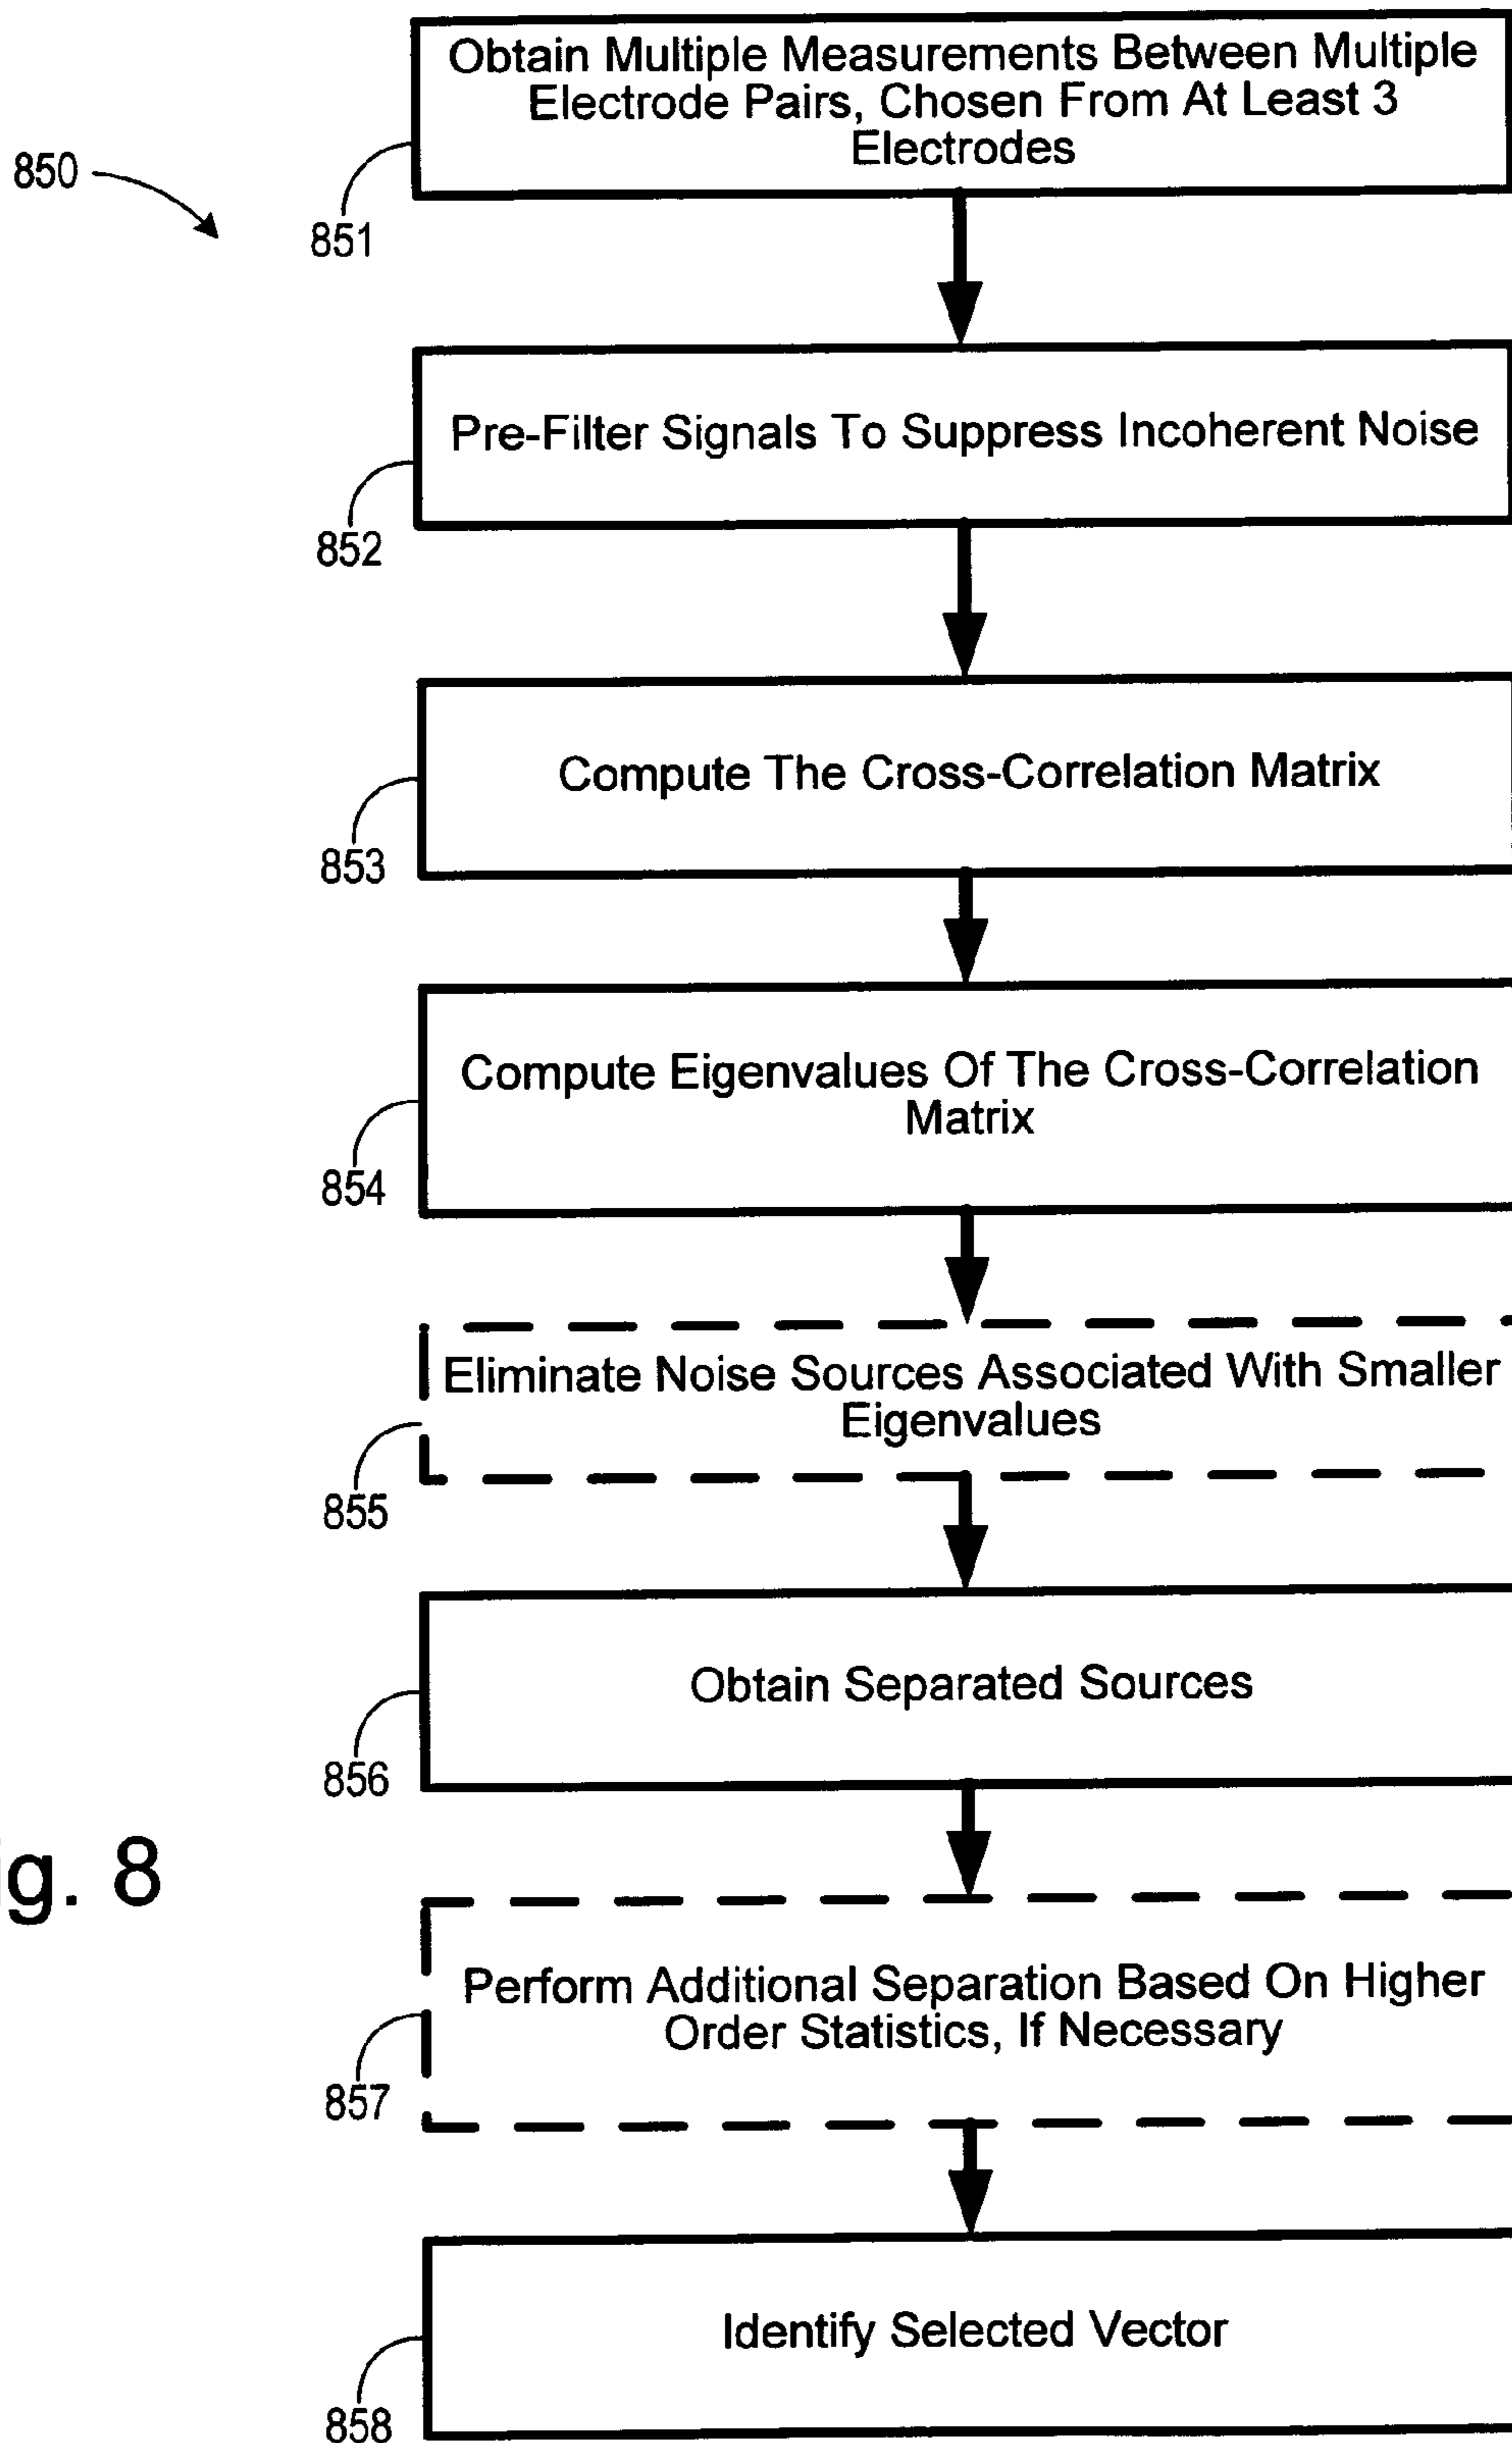 Obtain Multiple Measurements Between Multiple
Electrode Pairs, Chosen From At Least 3
Electrodes
850
851
Pre-Filter Signals To Suppress Incoherent Noise
852
Compute The Cross-Correlation Matrix
853
Compute Eigenvalues Of The Cross-Correlation
Matrix
854
Eliminate Noise Sources Associated With Smaller
Eigenvalues
855
Obtain Separated Sources
856
ig. 8
Perform Additional Separation Based On Higher
Order Statistics, If Necessary
857
Identify Selected Vector
858